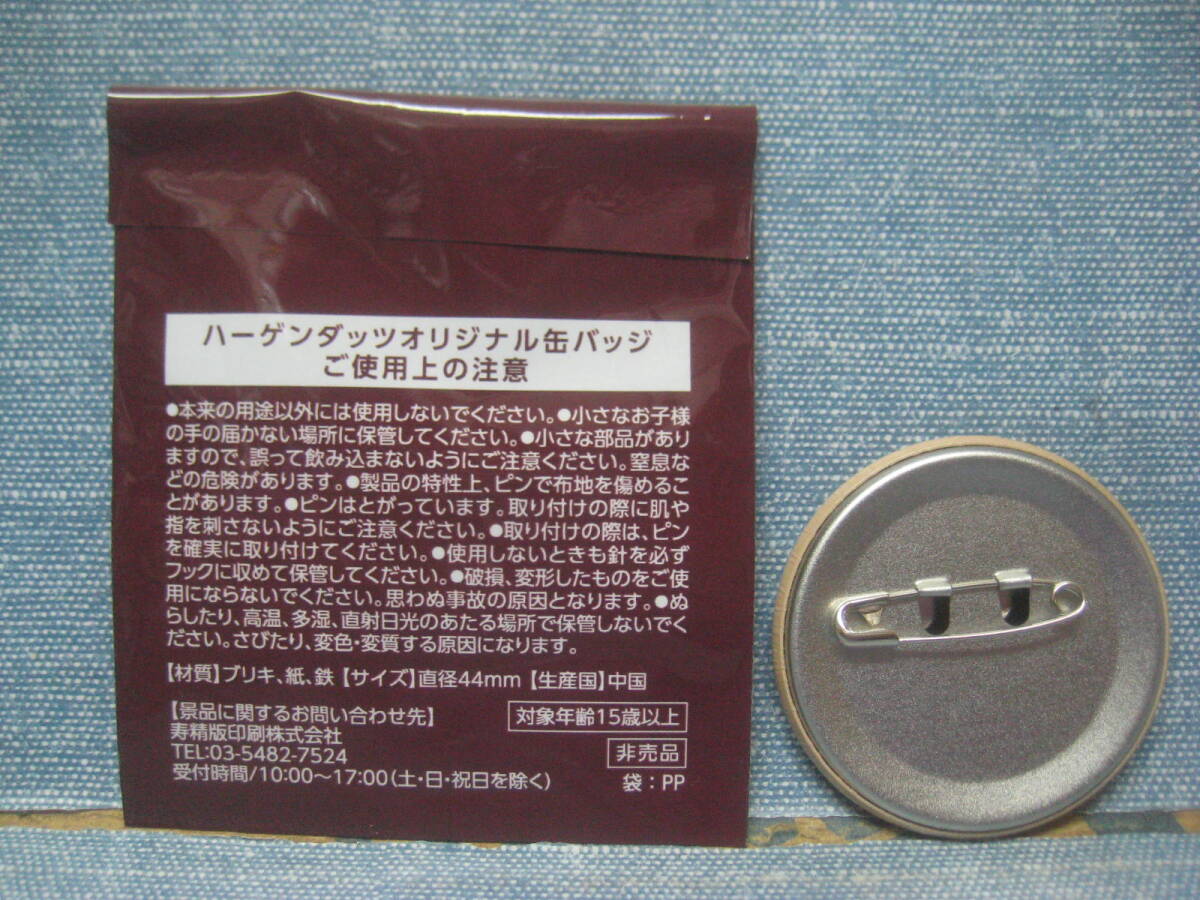 ハーゲンダッツオリジナル缶バッジ
ご使用上の注意
●本来の用途以外には使用しないでください。●小さなお子様
の手の届かない場所に保管してください。●小さな部品があり
ますので、誤って飲み込まないようにご注意ください。窒息な
どの危険があります。●製品の特性上、ピンで布地を傷めるこ
とがあります。●ピンはとがっています。取り付けの際に肌や
指を刺さないようにご注意ください。●取り付けの際は、ピン
を確実に取り付けてください。●使用しないときも針を必ず
フックに収めて保管してください。●破損、変形したものをご使
用にならないでください。思わぬ事故の原因となります。●ぬ
らしたり、高温、多湿、直射日光のあたる場所で保管しないでく
ださい。さびたり、変色・変質する原因になります。
【材質】ブリキ、紙、鉄【サイズ】直径44mm【生産国】中国
【景品に関するお問い合わせ先】
寿精版印刷株式会社
TEL:03-5482-7524
受付時間/10:00～17:00(土・日・祝日を除く)
対象年齢15歳以上
非売品
袋：PP